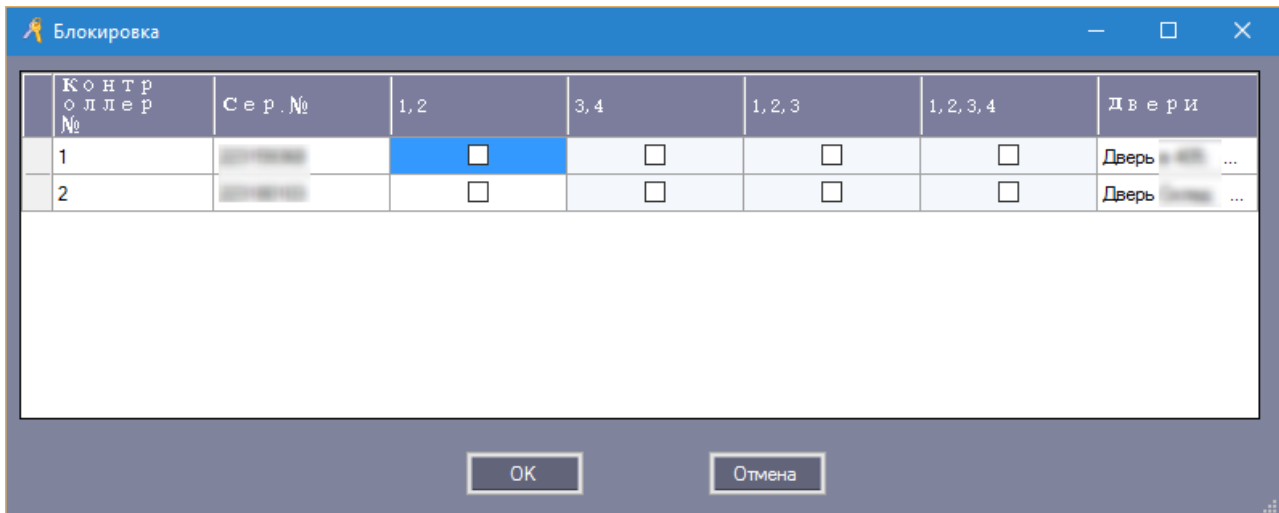 Блокировка
Контр
оллер
№
Сер.№
1,2
3,4
1,2,3
1,2,3,4
Двери
1
Дверь
...
2
Дверь
...
OK
Отмена